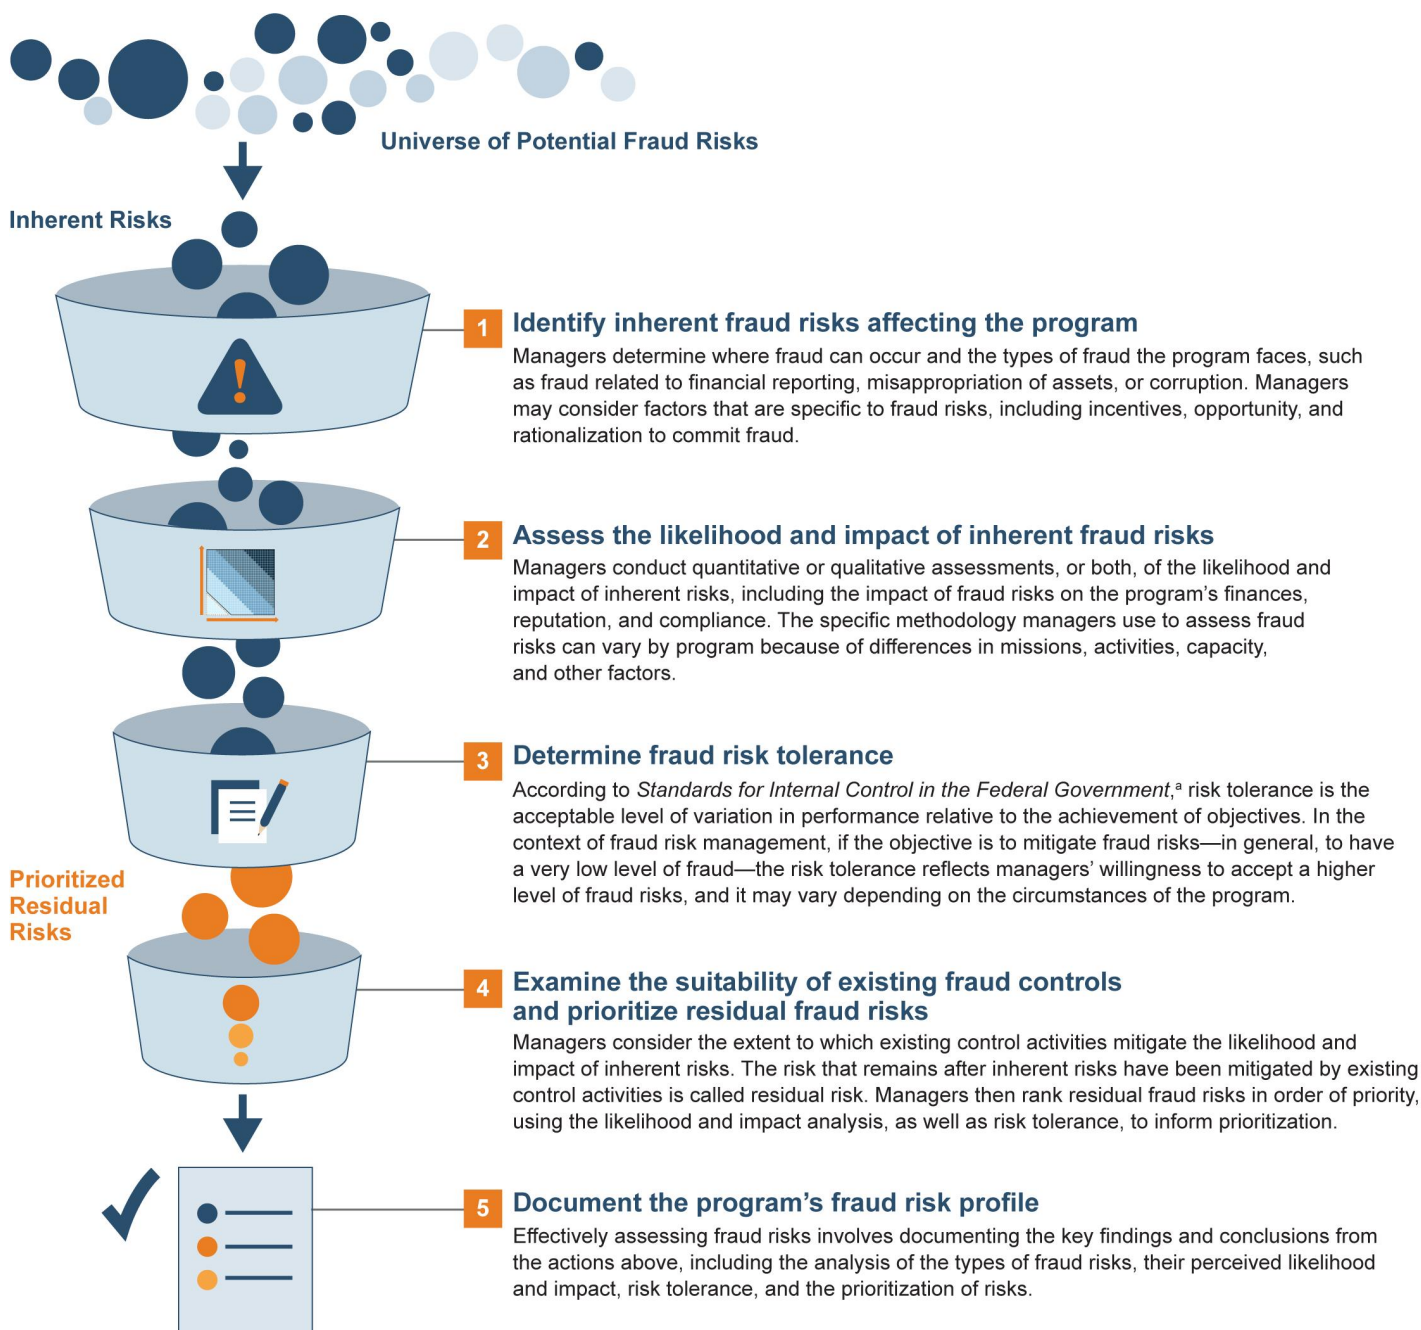 Universe of Potential Fraud Risks
Inherent Risks
1 Identify inherent fraud risks affecting the program
Managers determine where fraud can occur and the types of fraud the program faces, such
as fraud related to financial reporting, misappropriation of assets, or corruption. Managers
may consider factors that are specific to fraud risks, including incentives, opportunity, and
rationalization to commit fraud.
2 Assess the likelihood and impact of inherent fraud risks
Managers conduct quantitative or qualitative assessments, or both, of the likelihood and
impact of inherent risks, including the impact of fraud risks on the program’s finances,
reputation, and compliance. The specific methodology managers use to assess fraud
risks can vary by program because of differences in missions, activities, capacity,
and other factors.
3 Determine fraud risk tolerance
According to Standards for Internal Control in the Federal Government,ª risk tolerance is the
acceptable level of variation in performance relative to the achievement of objectives. In the
context of fraud risk management, if the objective is to mitigate fraud risks—in general, to have
a very low level of fraud—the risk tolerance reflects managers’ willingness to accept a higher
level of fraud risks, and it may vary depending on the circumstances of the program.
Prioritized
Residual
Risks
4 Examine the suitability of existing fraud controls
and prioritize residual fraud risks
Managers consider the extent to which existing control activities mitigate the likelihood and
impact of inherent risks. The risk that remains after inherent risks have been mitigated by existing
control activities is called residual risk. Managers then rank residual fraud risks in order of priority,
using the likelihood and impact analysis, as well as risk tolerance, to inform prioritization.
5 Document the program’s fraud risk profile
Effectively assessing fraud risks involves documenting the key findings and conclusions from
the actions above, including the analysis of the types of fraud risks, their perceived likelihood
and impact, risk tolerance, and the prioritization of risks.